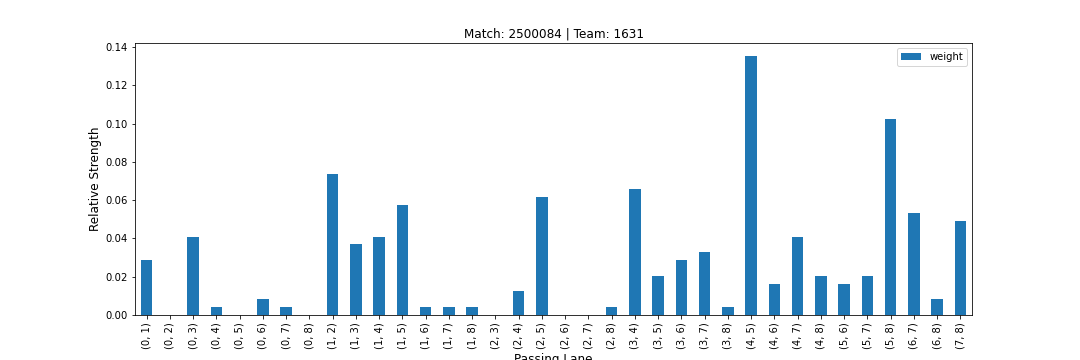 Match: 2500084 | Team: 1631
weight
Relative Strength
0.14
0.12
0.10
0.08
0.06
0.04
0.02
0.00
(0, 1) (0, 2) (0, 3) (0, 4) (0, 5) (0, 6) (0, 7) (0, 8) (1, 2) (1, 3) (1, 4) (1, 5) (1, 6) (1, 7) (1, 8) (2, 3) (2, 4) (2, 5) (2, 6) (2, 7) (2, 8) (3, 4) (3, 5) (3, 6) (3, 7) (3, 8) (4, 5) (4, 6) (4, 7) (4, 8) (5, 6) (5, 7) (5, 8) (6, 7) (6, 8) (7, 8)
Passing Lane